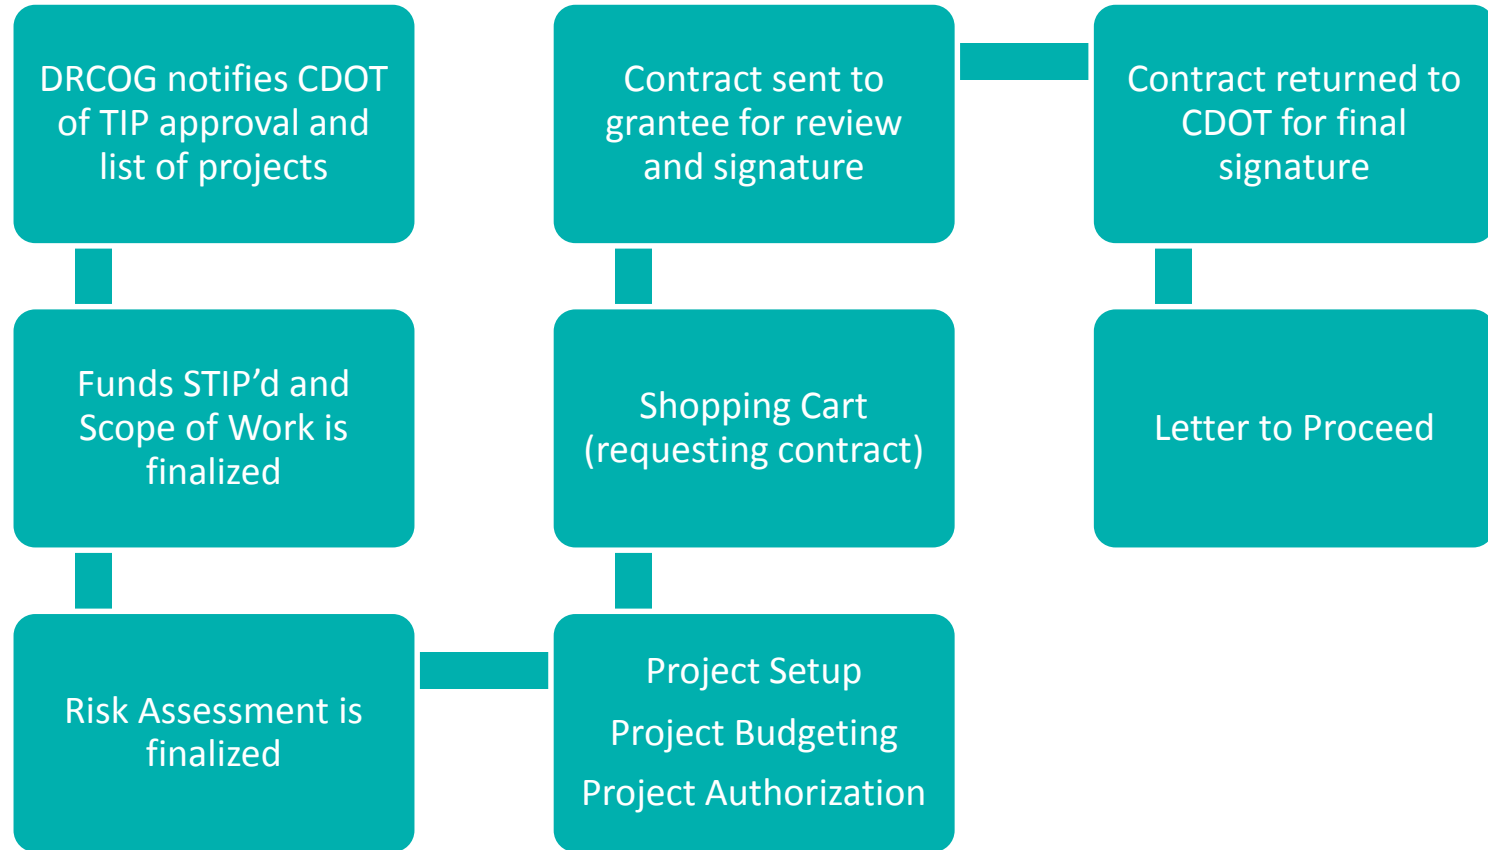 DRCOG notifies CDOT
of TIP approval and
list of projects
Funds STIP’d and
Scope of Work is
finalized
Risk Assessment is
finalized
Project Setup
Project Budgeting
Project Authorization
Shopping Cart
(requesting contract)
Contract sent to
grantee for review
and signature
Contract returned to
CDOT for final
signature
Letter to Proceed